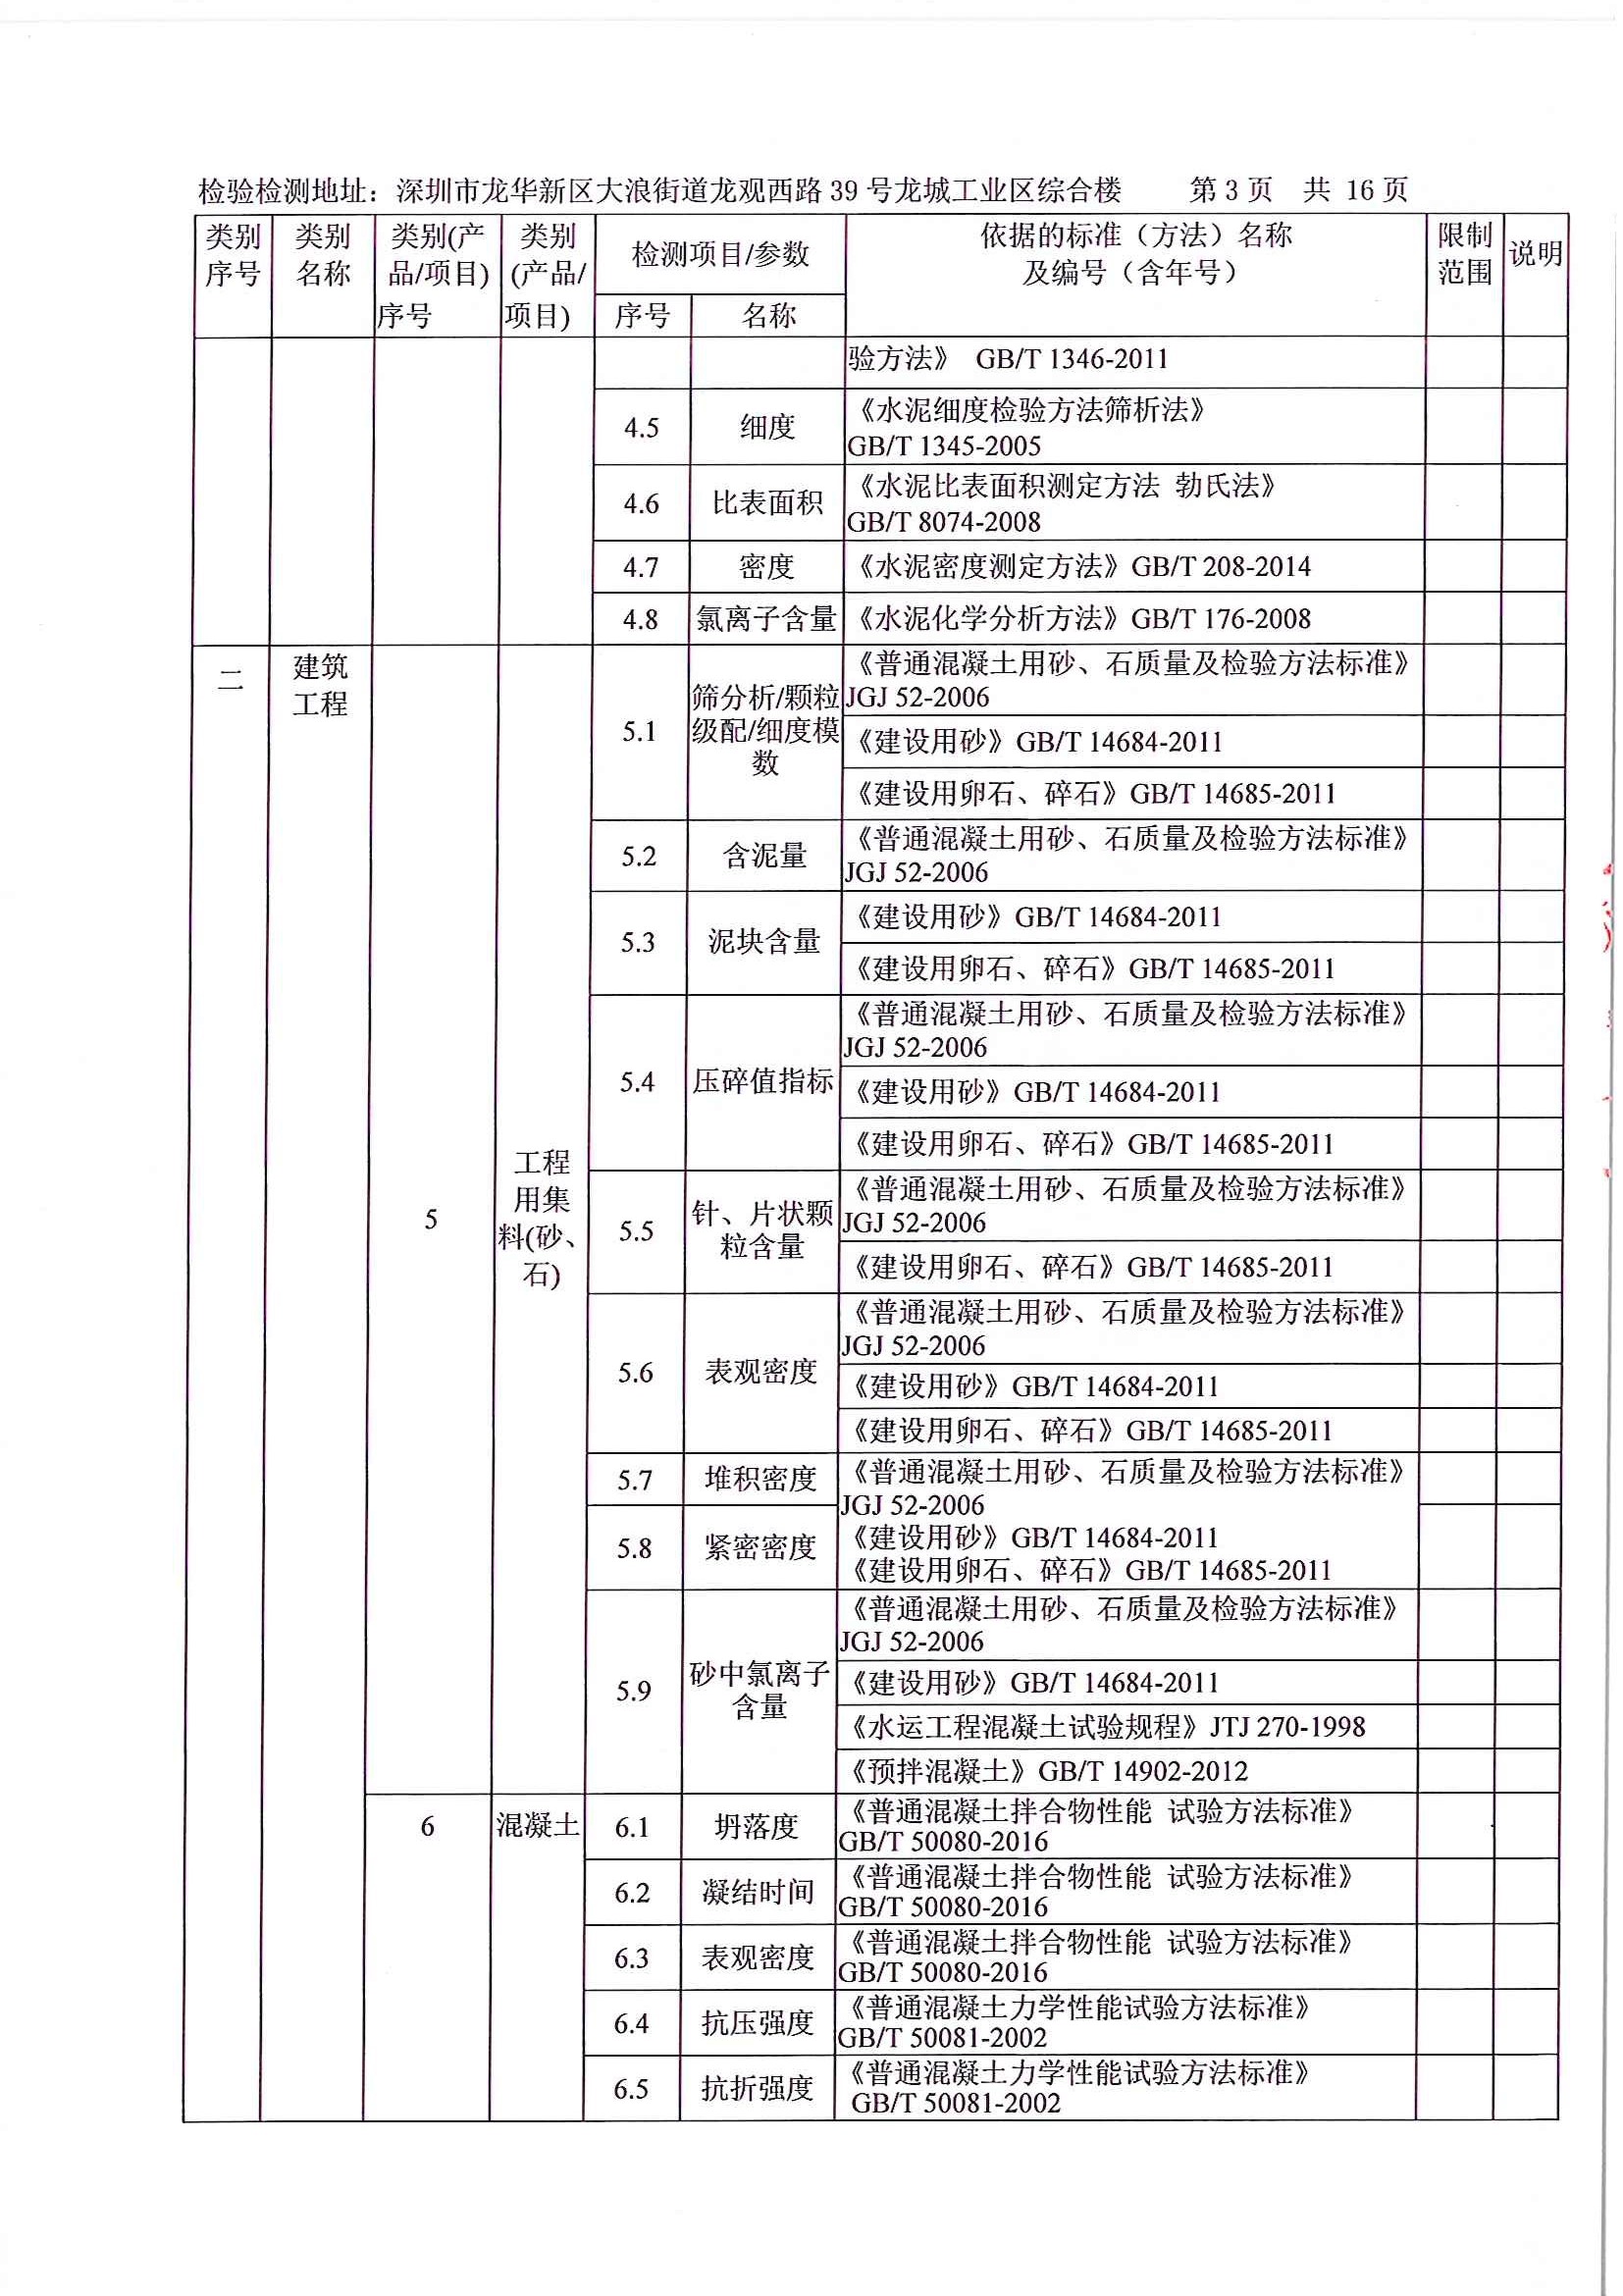 检验检测地址：深圳市龙华新区大浪街道龙观西路 39 号龙城工业区综合楼 第 3 页 共 16 页
类别序号 类别名称 类别(产品/项目)序号 类别(产品/项目) 检测项目/参数 依据的标准（方法）名称及编号（含年号） 限制范围 说明
序号 名称
验方法》 GB/T 1346-2011
4.5 细度 《水泥细度检验方法筛析法》
GB/T 1345-2005
4.6 比表面积 《水泥比表面积测定方法 勃氏法》
GB/T 8074-2008
4.7 密度 《水泥密度测定方法》GB/T 208-2014
4.8 氯离子含量 《水泥化学分析方法》GB/T 176-2008
二 建筑工程
5 工程用集料(砂、石)
5.1 筛分析/颗粒级配/细度模数 《普通混凝土用砂、石质量及检验方法标准》
JGJ 52-2006
《建设用砂》GB/T 14684-2011
《建设用卵石、碎石》GB/T 14685-2011
5.2 含泥量 《普通混凝土用砂、石质量及检验方法标准》
JGJ 52-2006
5.3 泥块含量 《建设用砂》GB/T 14684-2011
《建设用卵石、碎石》GB/T 14685-2011
5.4 压碎值指标 《普通混凝土用砂、石质量及检验方法标准》
JGJ 52-2006
《建设用砂》GB/T 14684-2011
《建设用卵石、碎石》GB/T 14685-2011
5.5 针、片状颗粒含量 《普通混凝土用砂、石质量及检验方法标准》
JGJ 52-2006
《建设用卵石、碎石》GB/T 14685-2011
5.6 表观密度 《普通混凝土用砂、石质量及检验方法标准》
JGJ 52-2006
《建设用砂》GB/T 14684-2011
《建设用卵石、碎石》GB/T 14685-2011
5.7 堆积密度 《普通混凝土用砂、石质量及检验方法标准》
JGJ 52-2006
5.8 紧密密度 《建设用砂》GB/T 14684-2011
《建设用卵石、碎石》GB/T 14685-2011
5.9 砂中氯离子含量 《普通混凝土用砂、石质量及检验方法标准》
JGJ 52-2006
《建设用砂》GB/T 14684-2011
《水运工程混凝土试验规程》JTJ 270-1998
《预拌混凝土》GB/T 14902-2012
6 混凝土 6.1 坍落度 《普通混凝土拌合物性能 试验方法标准》
GB/T 50080-2016
6.2 凝结时间 《普通混凝土拌合物性能 试验方法标准》
GB/T 50080-2016
6.3 表观密度 《普通混凝土拌合物性能 试验方法标准》
GB/T 50080-2016
6.4 抗压强度 《普通混凝土力学性能试验方法标准》
GB/T 50081-2002
6.5 抗折强度 《普通混凝土力学性能试验方法标准》
GB/T 50081-2002